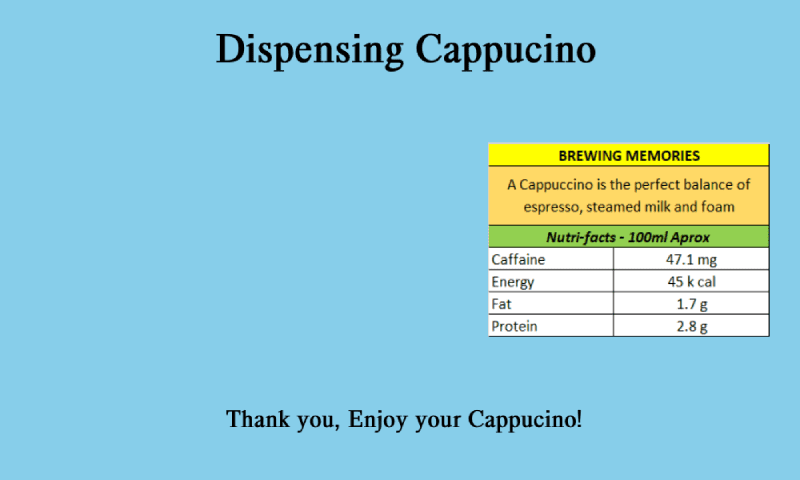 Dispensing Cappucino
BREWING MEMORIES
A Cappuccino is the perfect balance of
espresso, steamed milk and foam
Nutri-facts - 100ml Aprox
Caffaine 47.1 mg
Energy 45 k cal
Fat 1.7 g
Protein 2.8 g
Thank you, Enjoy your Cappucino!